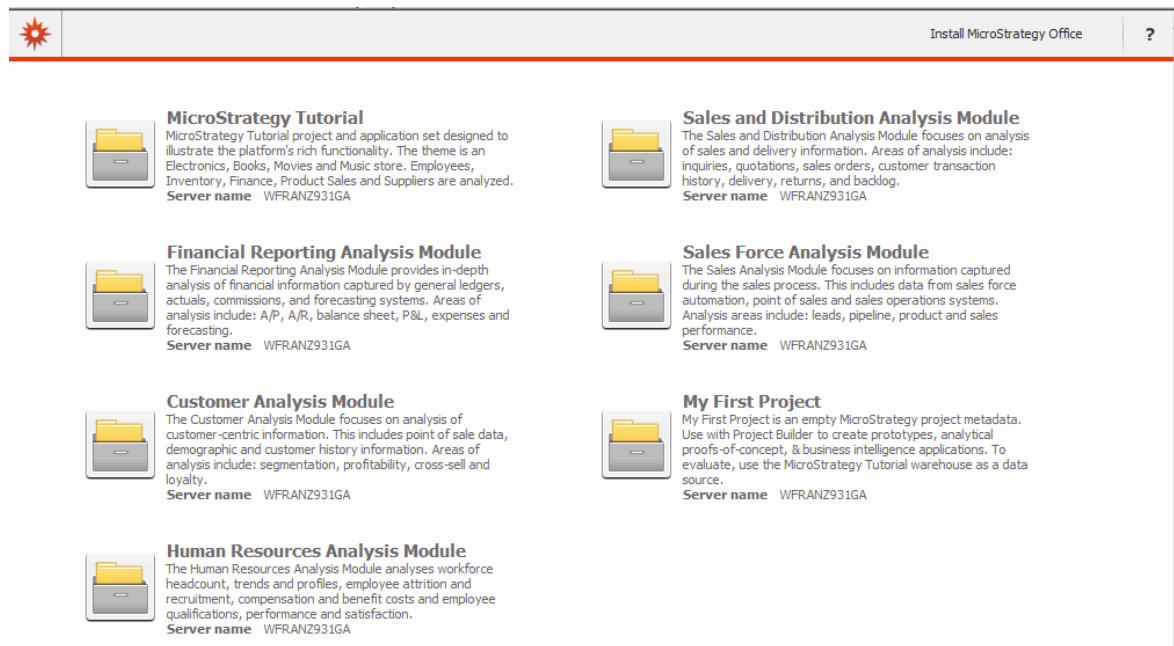 Install MicroStrategy Office
?
MicroStrategy Tutorial
MicroStrategy Tutorial project and application set designed to
illustrate the platform's rich functionality. The theme is an
Electronics, Books, Movies and Music store. Employees,
Inventory, Finance, Product Sales and Suppliers are analyzed.
Server name WFRANZ931GA
Sales and Distribution Analysis Module
The Sales and Distribution Analysis Module focuses on analysis
of sales and delivery information. Areas of analysis include:
inquiries, quotations, sales orders, customer transaction
history, delivery, returns, and backlog.
Server name WFRANZ931GA
Financial Reporting Analysis Module
The Financial Reporting Analysis Module provides in-depth
analysis of financial information captured by general ledgers,
actuals, commissions, and forecasting systems. Areas of
analysis include: A/P, A/R, balance sheet, P&L, expenses and
forecasting.
Server name WFRANZ931GA
Sales Force Analysis Module
The Sales Analysis Module focuses on information captured
during the sales process. This includes data from sales force
automation, point of sales and sales operations systems.
Analysis areas include: leads, pipeline, product and sales
performance.
Server name WFRANZ931GA
Customer Analysis Module
The Customer Analysis Module focuses on analysis of
customer-centric information. This includes point of sale data,
demographic and customer history information. Areas of
analysis include: segmentation, profitability, cross-sell and
loyalty.
Server name WFRANZ931GA
My First Project
My First Project is an empty MicroStrategy project metadata.
Use with Project Builder to create prototypes, analytical
proofs-of-concept, & business intelligence applications. To
evaluate, use the MicroStrategy Tutorial warehouse as a data
source.
Server name WFRANZ931GA
Human Resources Analysis Module
The Human Resources Analysis Module analyses workforce
headcount, trends and profiles, employee attrition and
recruitment, compensation and benefit costs and employee
qualifications, performance and satisfaction.
Server name WFRANZ931GA